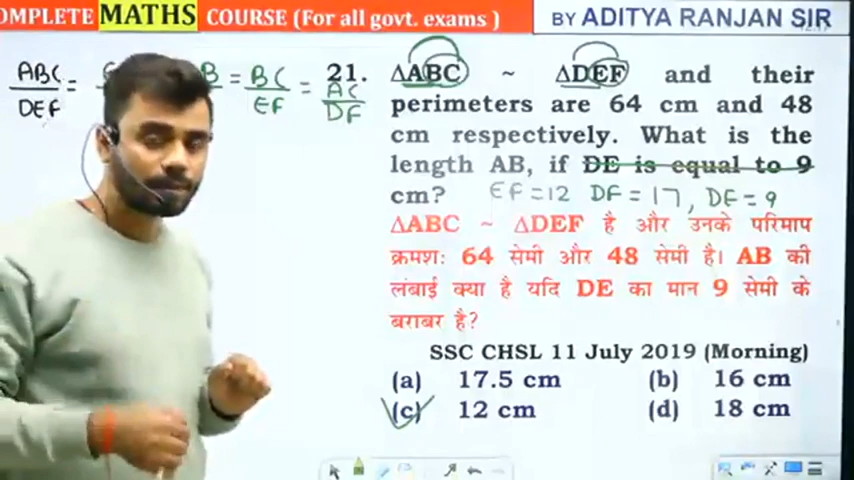 OMPLETE MATHS COURSE (For all govt. exams)
BY ADITYA RANJAN SIR
ABC/DEF = B = BC/EF = AC/DF
21. ΔABC ~ ΔDEF and their
perimeters are 64 cm and 48
cm respectively. What is the
length AB, if DE is equal to 9
cm? EF=12 DF=17, DE=9
ΔABC ~ ΔDEF है और उनके परिमाप
क्रमशः 64 सेमी और 48 सेमी है। AB की
लंबाई क्या है यदि DE का मान 9 सेमी के
बराबर है?
SSC CHSL 11 July 2019 (Morning)
(a) 17.5 cm (b) 16 cm
(c) 12 cm (d) 18 cm